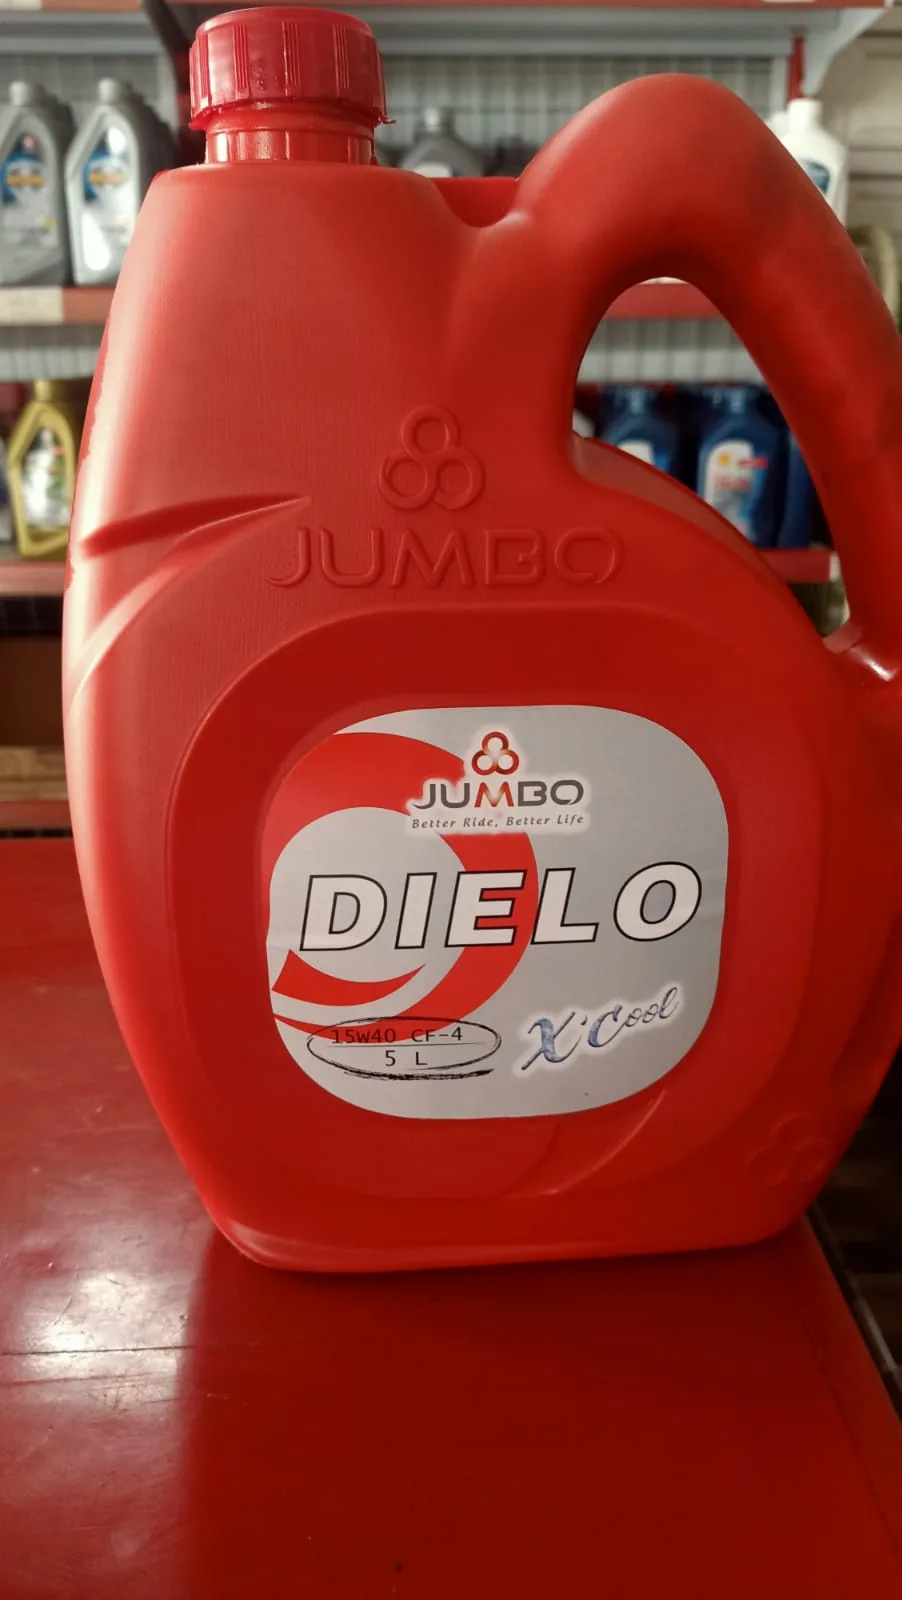 JUMBO
JUMBO
Better Ride, Better Life
DIELO
15W40 CF-4
5 L
X'Cool